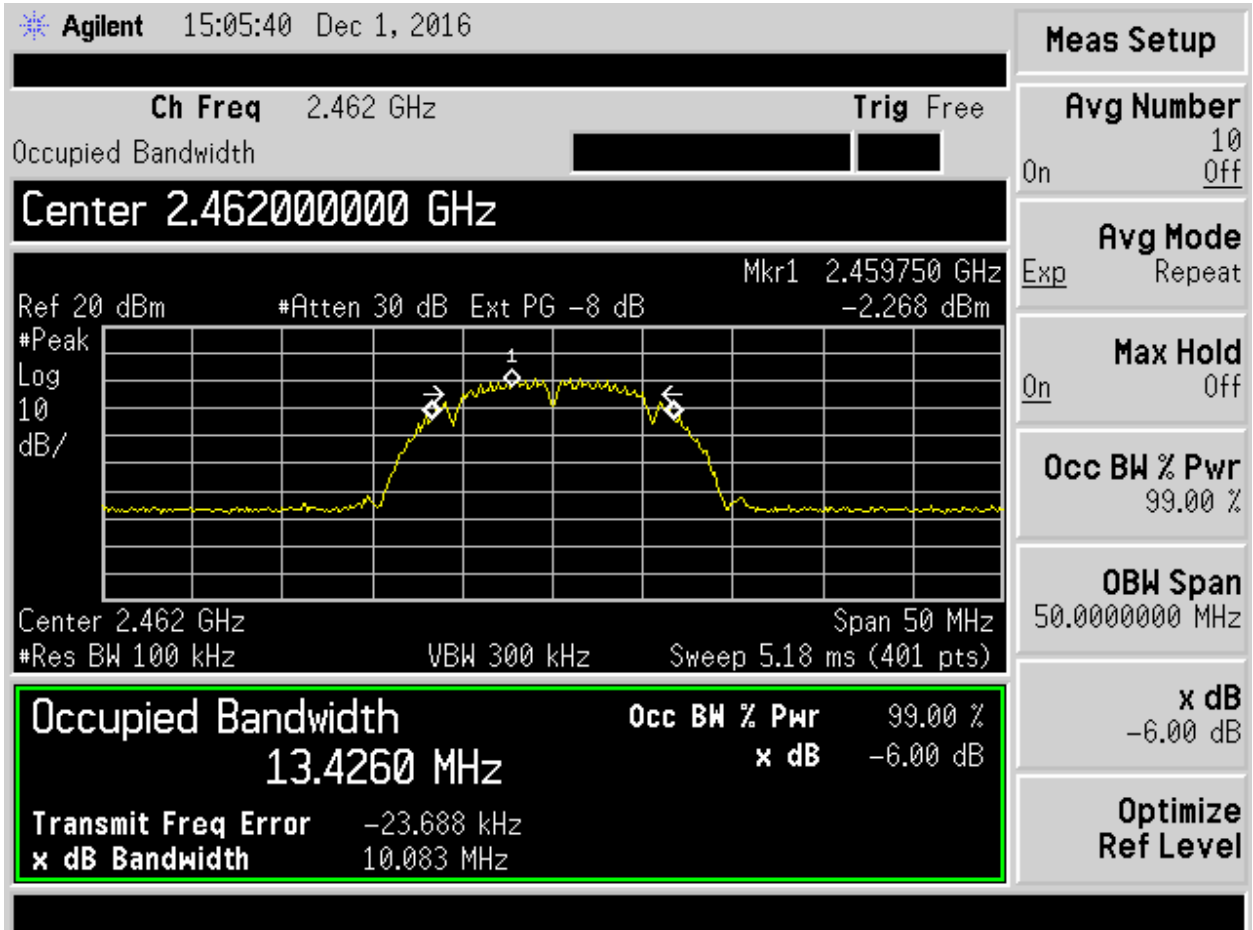 Agilent 15:05:40 Dec 1, 2016
Ch Freq 2.462 GHz Trig Free
Occupied Bandwidth
Center 2.462000000 GHz
Mkr1 2.459750 GHz
Ref 20 dBm #Atten 30 dB Ext PG -8 dB -2.268 dBm
#Peak
Log
10
dB/
1
Center 2.462 GHz Span 50 MHz
#Res BW 100 kHz VBW 300 kHz Sweep 5.18 ms (401 pts)
Occupied Bandwidth Occ BW % Pwr 99.00 %
13.4260 MHz x dB -6.00 dB
Transmit Freq Error -23.688 kHz
x dB Bandwidth 10.083 MHz
Meas Setup
Avg Number
10
On Off
Avg Mode
Exp Repeat
Max Hold
On Off
Occ BW % Pwr
99.00 %
OBW Span
50.0000000 MHz
x dB
-6.00 dB
Optimize
Ref Level